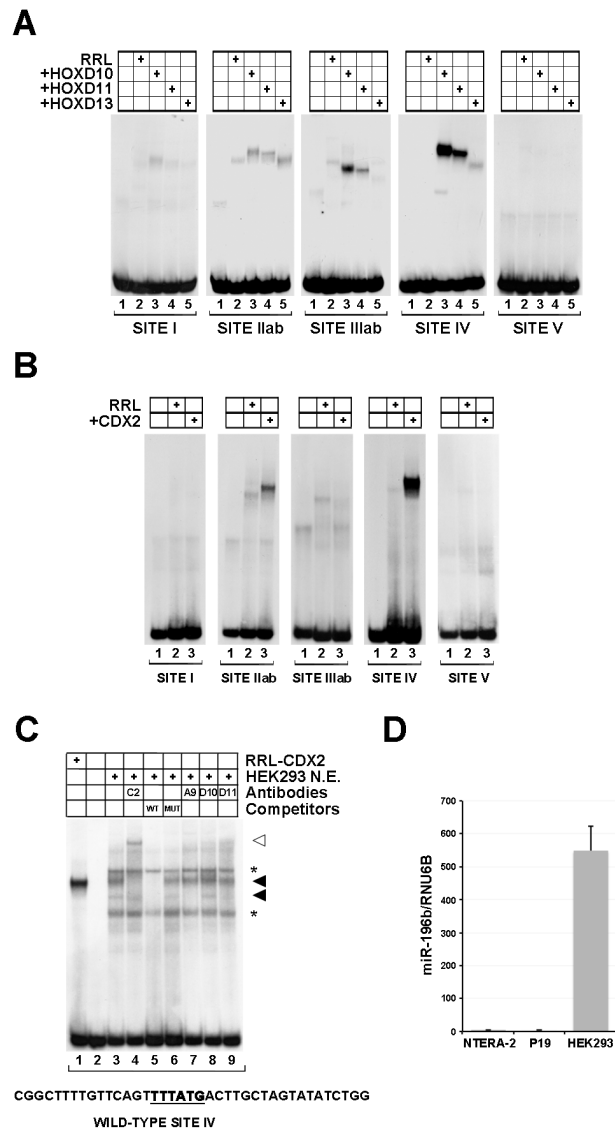 A
RRL +  +  +  +  +
+HOXD10 +  +  +  +  +
+HOXD11 +  +  +  +  +
+HOXD13 +  +  +  +  +
1 2 3 4 5 1 2 3 4 5 1 2 3 4 5 1 2 3 4 5 1 2 3 4 5
SITE I SITE IIab SITE IIIab SITE IV SITE V
B
RRL + + + + +
+CDX2 + + + + +
1 2 3 1 2 3 1 2 3 1 2 3 1 2 3
SITE I SITE IIab SITE IIIab SITE IV SITE V
C
+ RRL-CDX2
+ + + + + + + HEK293 N.E.
C2 A9 D10 D11 Antibodies
WT MUT Competitors
*
*
1 2 3 4 5 6 7 8 9
CGGCTTTTGTTCAGTTTTATGACTTGCTAGTATATCTGG
WILD-TYPE SITE IV
D
miR-196b/RNU6B
700
600
500
400
300
200
100
0
NTERA-2 P19 HEK293